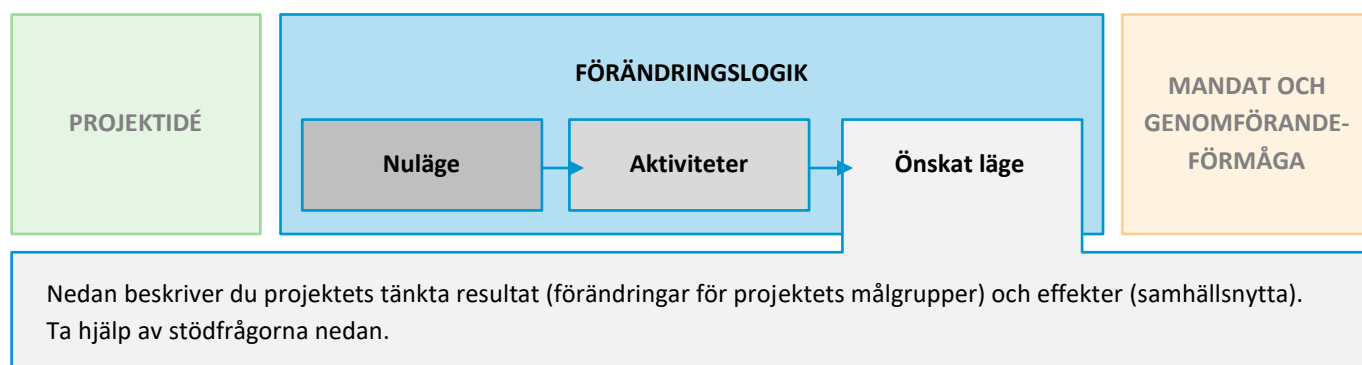 PROJEKTIDÉ
FÖRÄNDRINGSLOGIK
Nuläge
Aktiviteter
Önskat läge
MANDAT OCH
GENOMFÖRANDE-
FÖRMÅGA
Nedan beskriver du projektets tänkta resultat (förändringar för projektets målgrupper) och effekter (samhällsnytta).
Ta hjälp av stödfrågorna nedan.